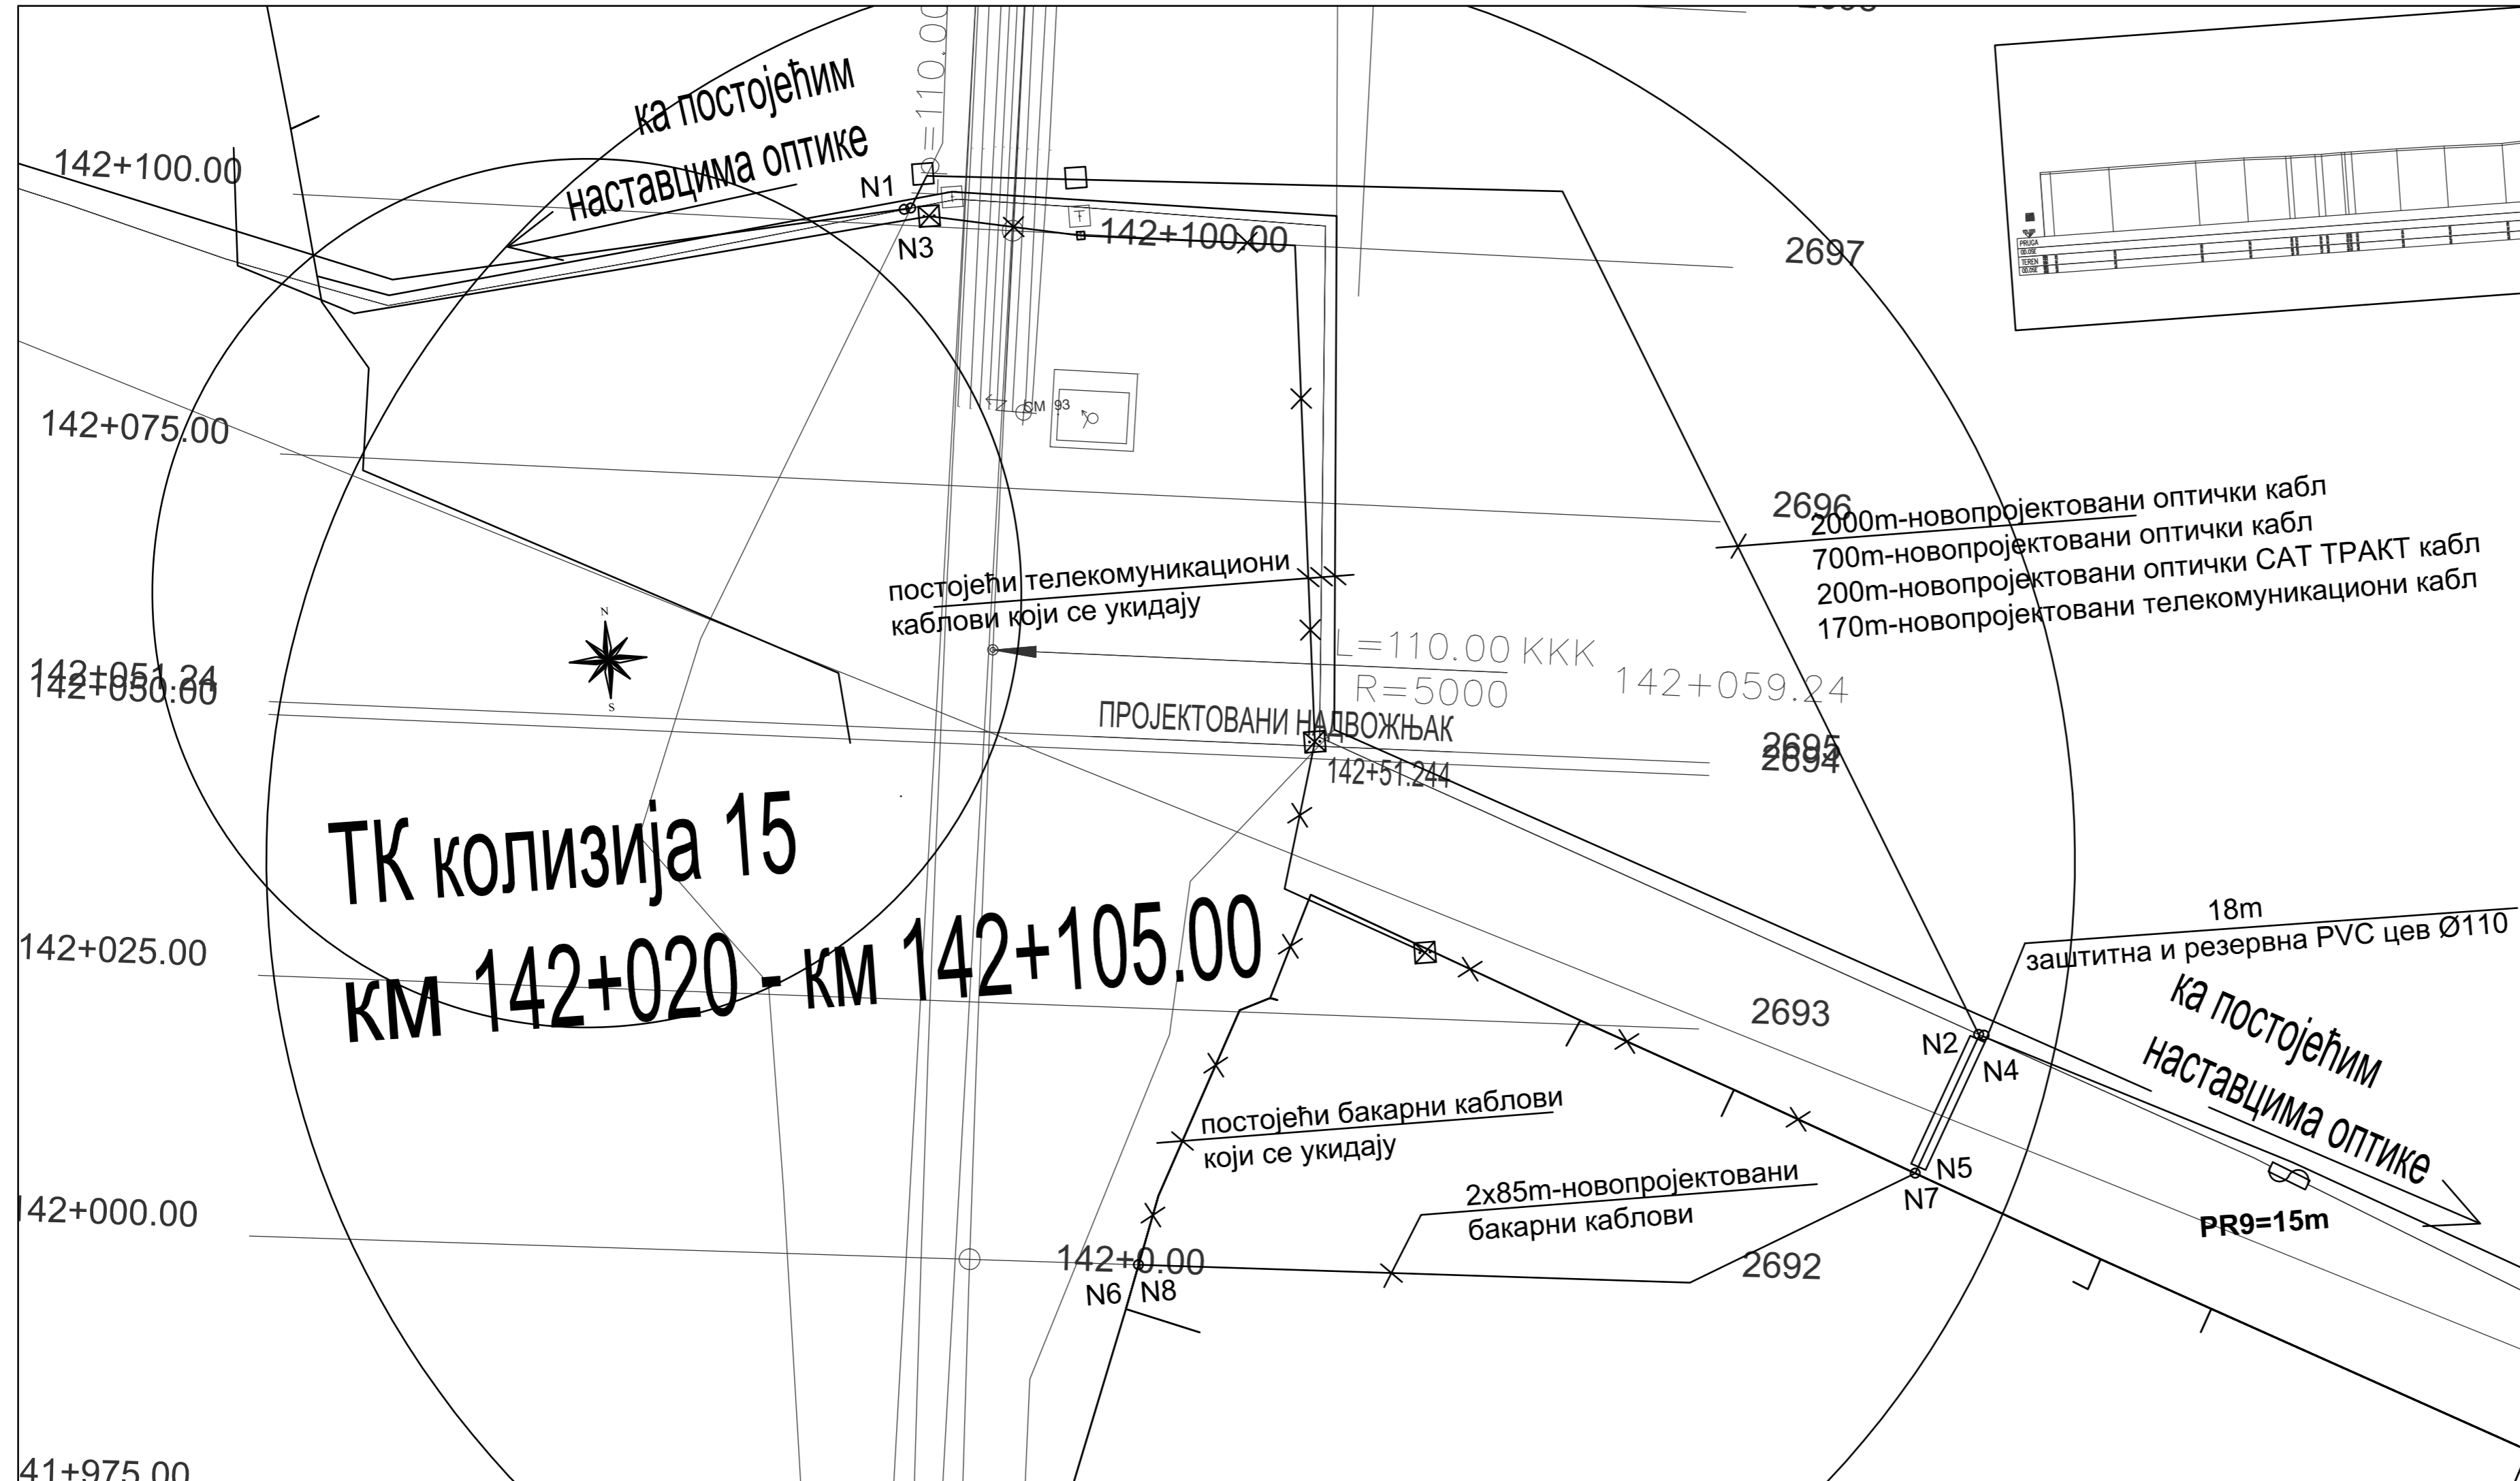 ка постојећим
наставцима оптике
142+100.00
N1
N3
T
T
142+100.00
2697
PRUGA
TEREN
142+075.00
СМ 93
2696
2000m-новопројектовани оптички кабл
700m-новопројектовани оптички кабл
200m-новопројектовани оптички САТ ТРАКТ кабл
170m-новопројектовани телекомуникациони кабл
постојећи телекомуникациони
каблови који се укидају
N
S
L=110.00 KKK
R=5000
142+059.24
142+051.24
142+050.00
ПРОЈЕКТОВАНИ НАДВОЖЊАК
142+51.244
2695
2694
ТК колизија 15
км 142+020 - км 142+105.00
18m
заштитна и резервна PVC цев Ø110
142+025.00
2693
N2
N4
ка постојећим
наставцима оптике
постојећи бакарни каблови
који се укидају
2x85m-новопројектовани
бакарни каблови
N5
N7
PR9=15m
142+000.00
142+0.00
2692
N6
N8
41+975.00